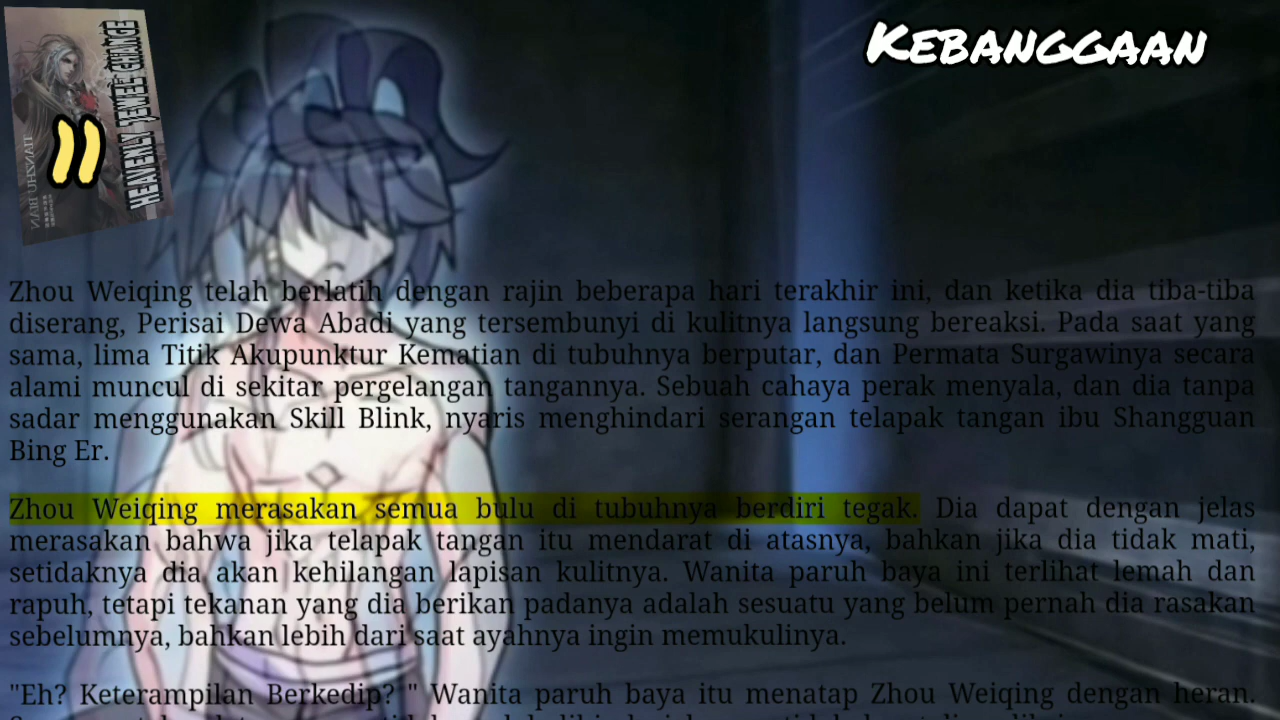 Kebanggaan
HEAVENLY JEWEL CHANGE
TIANZHU BIAN
11
Zhou Weiqing telah berlatih dengan rajin beberapa hari terakhir ini, dan ketika dia tiba-tiba
diserang, Perisai Dewa Abadi yang tersembunyi di kulitnya langsung bereaksi. Pada saat yang
sama, lima Titik Akupunktur Kematian di tubuhnya berputar, dan Permata Surgawinya secara
alami muncul di sekitar pergelangan tangannya. Sebuah cahaya perak menyala, dan dia tanpa
sadar menggunakan Skill Blink, nyaris menghindari serangan telapak tangan ibu Shangguan
Bing Er.
Zhou Weiqing merasakan semua bulu di tubuhnya berdiri tegak. Dia dapat dengan jelas
merasakan bahwa jika telapak tangan itu mendarat di atasnya, bahkan jika dia tidak mati,
setidaknya dia akan kehilangan lapisan kulitnya. Wanita paruh baya ini terlihat lemah dan
rapuh, tetapi tekanan yang dia berikan padanya adalah sesuatu yang belum pernah dia rasakan
sebelumnya, bahkan lebih dari saat ayahnya ingin memukulinya.
"Eh? Keterampilan Berkedip? " Wanita paruh baya itu menatap Zhou Weiqing dengan heran.